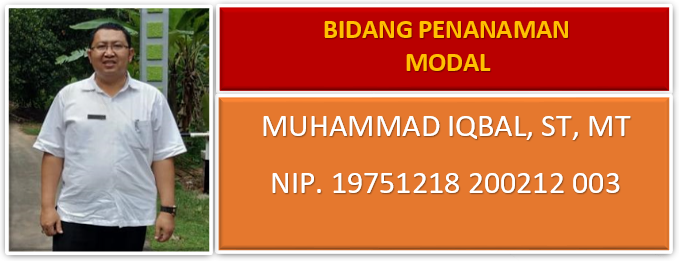 BIDANG PENANAMAN
MODAL
MUHAMMAD IQBAL, ST, MT
NIP. 19751218 200212 003